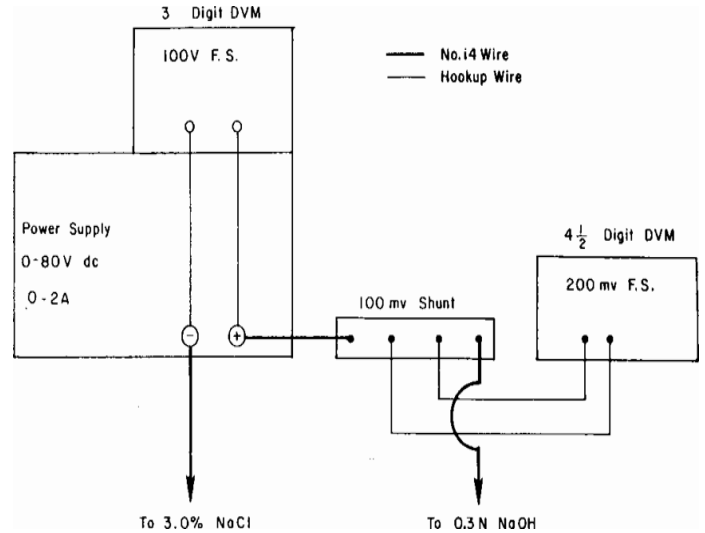 3 Digit DVM
100V F.S.
No.14 Wire
Hookup Wire
Power Supply
0-80V dc
0-2A
- +
100 mv Shunt
4 1/2 Digit DVM
200 mv F.S.
To 3.0% NaCl
To 0.3N NaOH